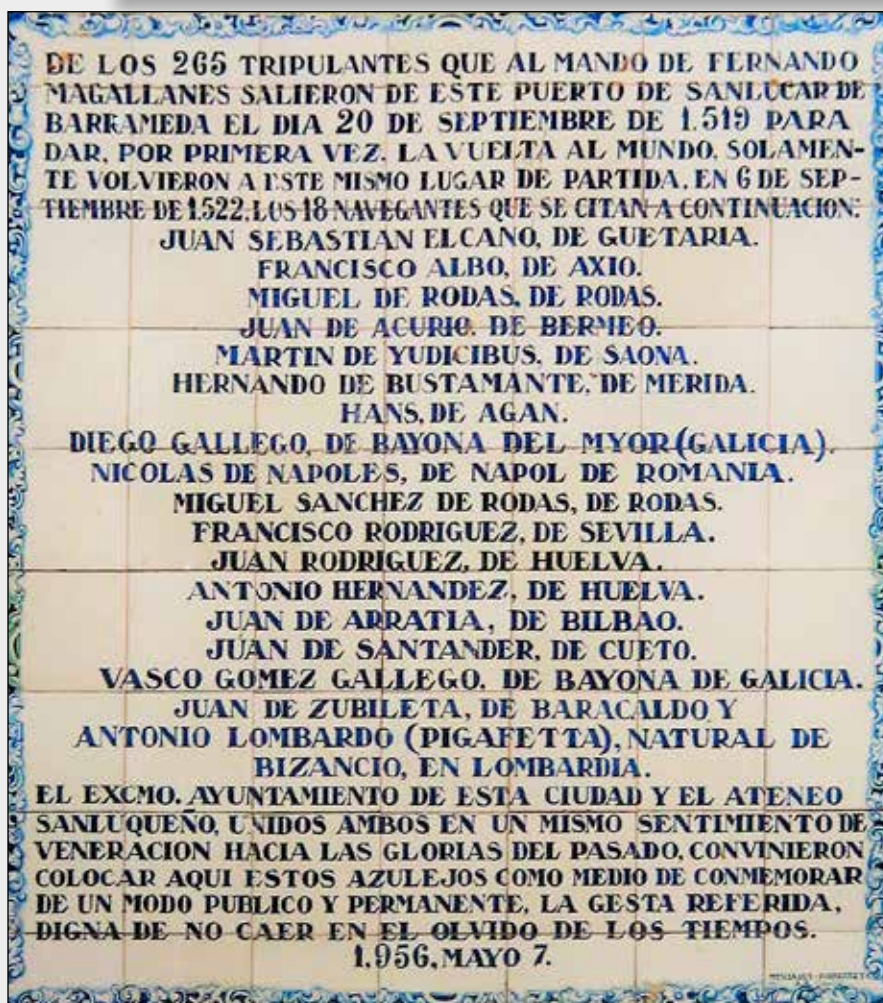 DE LOS 265 TRIPULANTES QUE AL MANDO DE FERNANDO
MAGALLANES SALIERON DE ESTE PUERTO DE SANLUCAR DE
BARRAMEDA EL DIA 20 DE SEPTIEMBRE DE 1.519 PARA
DAR, POR PRIMERA VEZ. LA VUELTA AL MUNDO, SOLAMEN-
TE VOLVIERON A ESTE MISMO LUGAR DE PARTIDA, EN 6 DE SEP-
TIEMBRE DE 1.522, LOS 18 NAVEGANTES QUE SE CITAN A CONTINUACION:
JUAN SEBASTIAN ELCANO, DE GUETARIA.
FRANCISCO ALBO, DE AXIO.
MIGUEL DE RODAS, DE RODAS.
JUAN DE ACURIO, DE BERMEO.
MARTIN DE YUDICIBUS, DE SAONA.
HERNANDO DE BUSTAMANTE, DE MERIDA.
HANS, DE AGAN.
DIEGO GALLEGO, DE BAYONA DEL MYOR (GALICIA),
NICOLAS DE NAPOLES, DE NAPOL DE ROMANIA.
MIGUEL SANCHEZ DE RODAS, DE RODAS.
FRANCISCO RODRIGUEZ, DE SEVILLA.
JUAN RODRIGUEZ, DE HUELVA.
ANTONIO HERNANDEZ, DE HUELVA.
JUAN DE ARRATIA, DE BILBAO.
JUAN DE SANTANDER, DE CUETO.
VASCO GOMEZ GALLEGO, DE BAYONA DE GALICIA.
JUAN DE ZUBILETA, DE BARACALDO Y
ANTONIO LOMBARDO (PIGAFETTA), NATURAL DE
BIZANCIO, EN LOMBARDIA.
EL EXCMO. AYUNTAMIENTO DE ESTA CIUDAD Y EL ATENEO
SANLUQUEÑO, UNIDOS AMBOS EN UN MISMO SENTIMIENTO DE
VENERACION HACIA LAS GLORIAS DEL PASADO, CONVINIERON
COLOCAR AQUI ESTOS AZULEJOS COMO MEDIO DE CONMEMORAR
DE UN MODO PUBLICO Y PERMANENTE, LA GESTA REFERIDA,
DIGNA DE NO CAER EN EL OLVIDO DE LOS TIEMPOS.
1,956, MAYO 7.